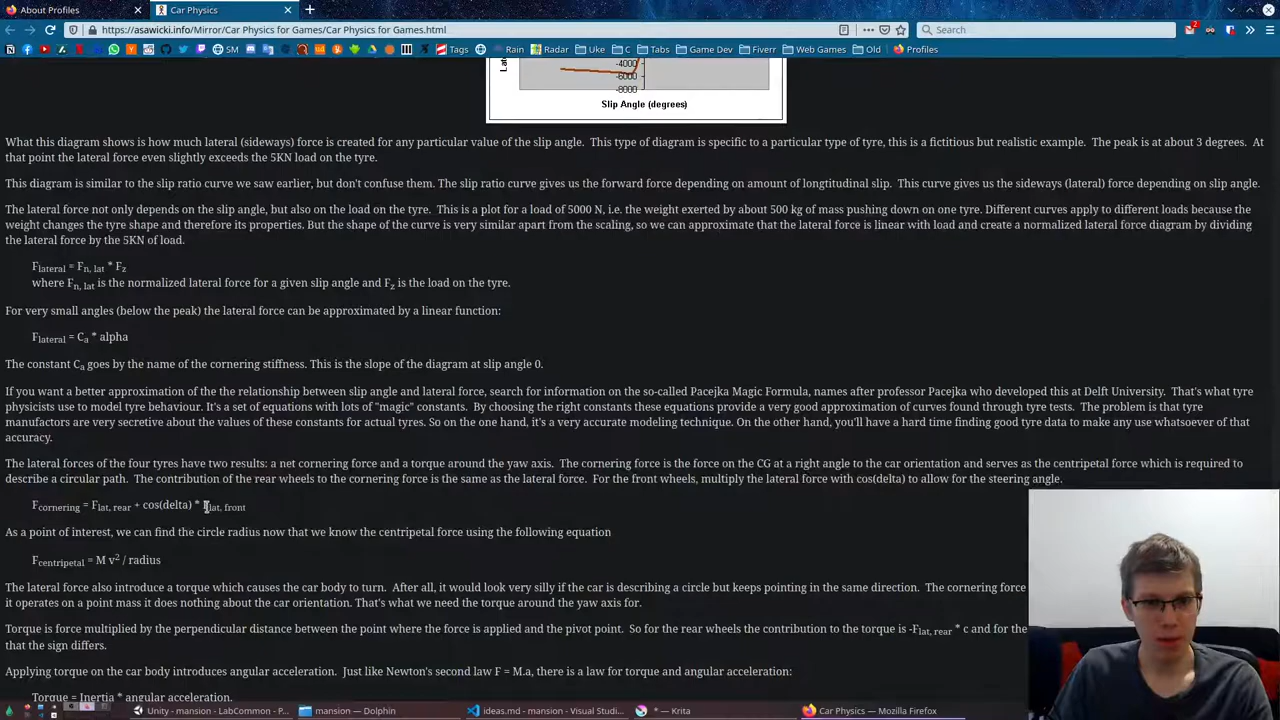 About Profiles
Car Physics
https://asawicki.info/Mirror/Car Physics for Games/Car Physics for Games.html
Search
2
SM
Tags
Rain
Radar
Uke
C
Tabs
Game Dev
Fiverr
Web Games
Old
Profiles
-4000
-6000
-8000
Slip Angle (degrees)
What this diagram shows is how much lateral (sideways) force is created for any particular value of the slip angle. This type of diagram is specific to a particular type of tyre, this is a fictitious but realistic example. The peak is at about 3 degrees. At
that point the lateral force even slightly exceeds the 5KN load on the tyre.
This diagram is similar to the slip ratio curve we saw earlier, but don't confuse them. The slip ratio curve gives us the forward force depending on amount of longtitudinal slip. This curve gives us the sideways (lateral) force depending on slip angle.
The lateral force not only depends on the slip angle, but also on the load on the tyre. This is a plot for a load of 5000 N, i.e. the weight exerted by about 500 kg of mass pushing down on one tyre. Different curves apply to different loads because the
weight changes the tyre shape and therefore its properties. But the shape of the curve is very similar apart from the scaling, so we can approximate that the lateral force is linear with load and create a normalized lateral force diagram by dividing
the lateral force by the 5KN of load.
Flateral = Fn, lat * Fz
where Fn, lat is the normalized lateral force for a given slip angle and Fz is the load on the tyre.
For very small angles (below the peak) the lateral force can be approximated by a linear function:
Flateral = Ca * alpha
The constant Ca goes by the name of the cornering stiffness. This is the slope of the diagram at slip angle 0.
If you want a better approximation of the the relationship between slip angle and lateral force, search for information on the so-called Pacejka Magic Formula, names after professor Pacejka who developed this at Delft University. That's what tyre
physicists use to model tyre behaviour. It's a set of equations with lots of "magic" constants. By choosing the right constants these equations provide a very good approximation of curves found through tyre tests. The problem is that tyre
manufactors are very secretive about the values of these constants for actual tyres. So on the one hand, it's a very accurate modeling technique. On the other hand, you'll have a hard time finding good tyre data to make any use whatsoever of that
accuracy.
The lateral forces of the four tyres have two results: a net cornering force and a torque around the yaw axis. The cornering force is the force on the CG at a right angle to the car orientation and serves as the centripetal force which is required to
describe a circular path. The contribution of the rear wheels to the cornering force is the same as the lateral force. For the front wheels, multiply the lateral force with cos(delta) to allow for the steering angle.
Fcornering = Flat, rear + cos(delta) * Flat, front
As a point of interest, we can find the circle radius now that we know the centripetal force using the following equation
Fcentripetal = M v2 / radius
The lateral force also introduce a torque which causes the car body to turn. After all, it would look very silly if the car is describing a circle but keeps pointing in the same direction. The cornering force
it operates on a point mass it does nothing about the car orientation. That's what we need the torque around the yaw axis for.
Torque is force multiplied by the perpendicular distance between the point where the force is applied and the pivot point. So for the rear wheels the contribution to the torque is -Flat, rear * c and for the
that the sign differs.
Applying torque on the car body introduces angular acceleration. Just like Newton's second law F = M.a, there is a law for torque and angular acceleration:
Torque = Inertia * angular acceleration.
Unity - mansion - LabCommon - P...
mansion — Dolphin
ideas.md - mansion - Visual Studi...
* — Krita
Car Physics — Mozilla Firefox